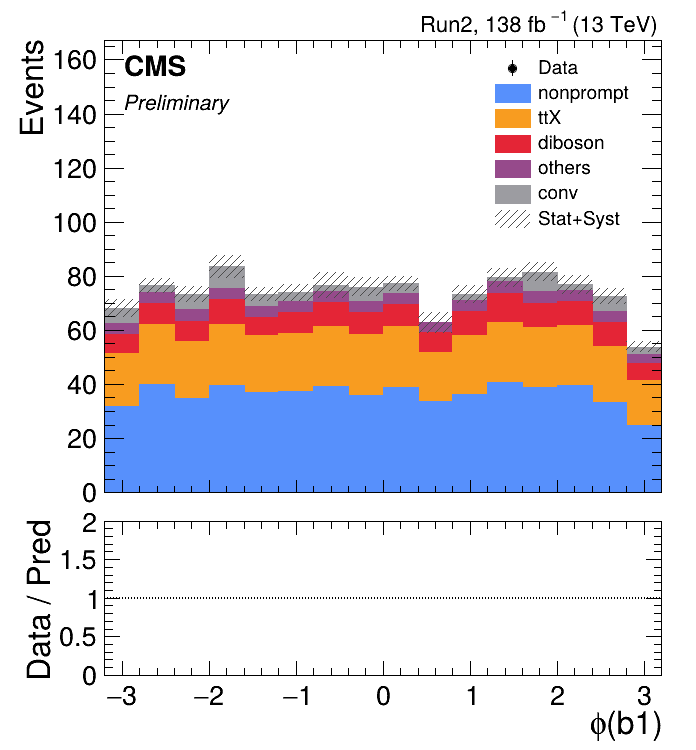 Run2, 138 fb⁻¹ (13 TeV)
CMS
Preliminary
Events
160
140
120
100
80
60
40
20
0
Data
nonprompt
ttX
diboson
others
conv
Stat+Syst
Data / Pred
2
1.5
1
0.5
0
−3 −2 −1 0 1 2 3
ϕ(b1)